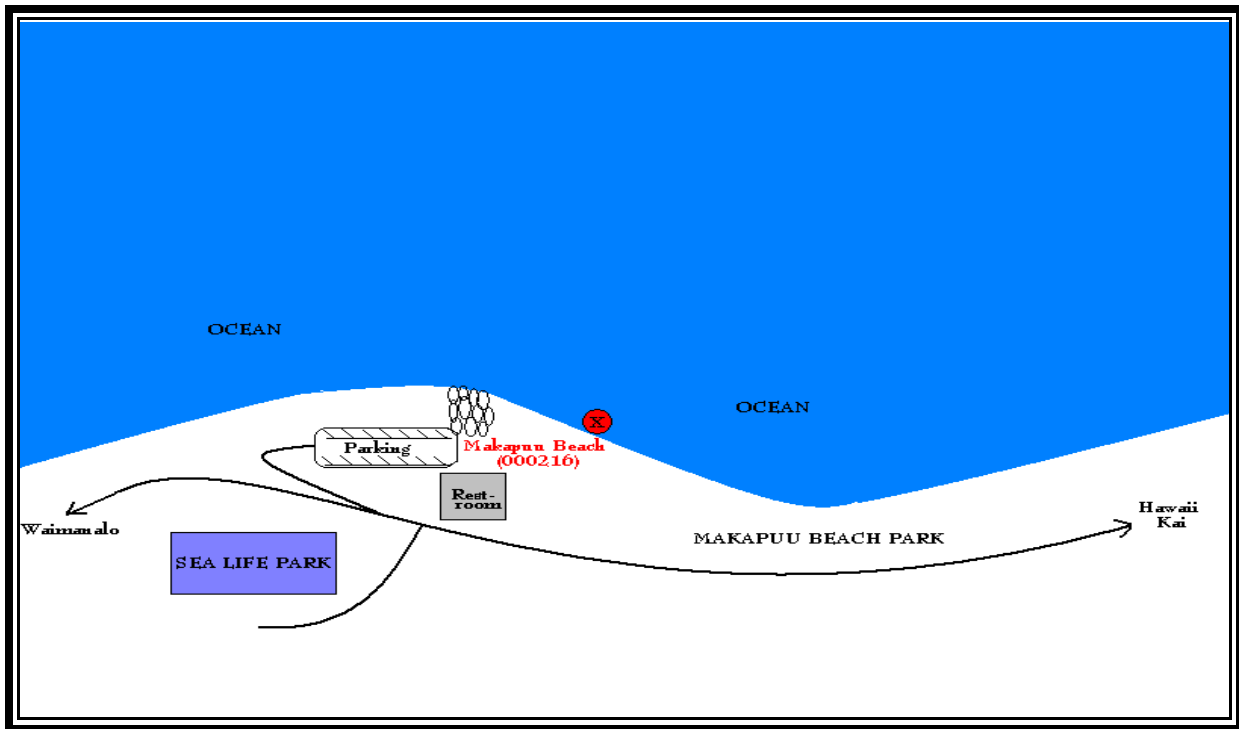 OCEAN
OCEAN
X
Parking
Makapuu Beach
(000216)
Rest-
room
Hawaii
Kai
Waimanalo
MAKAPUU BEACH PARK
SEA LIFE PARK